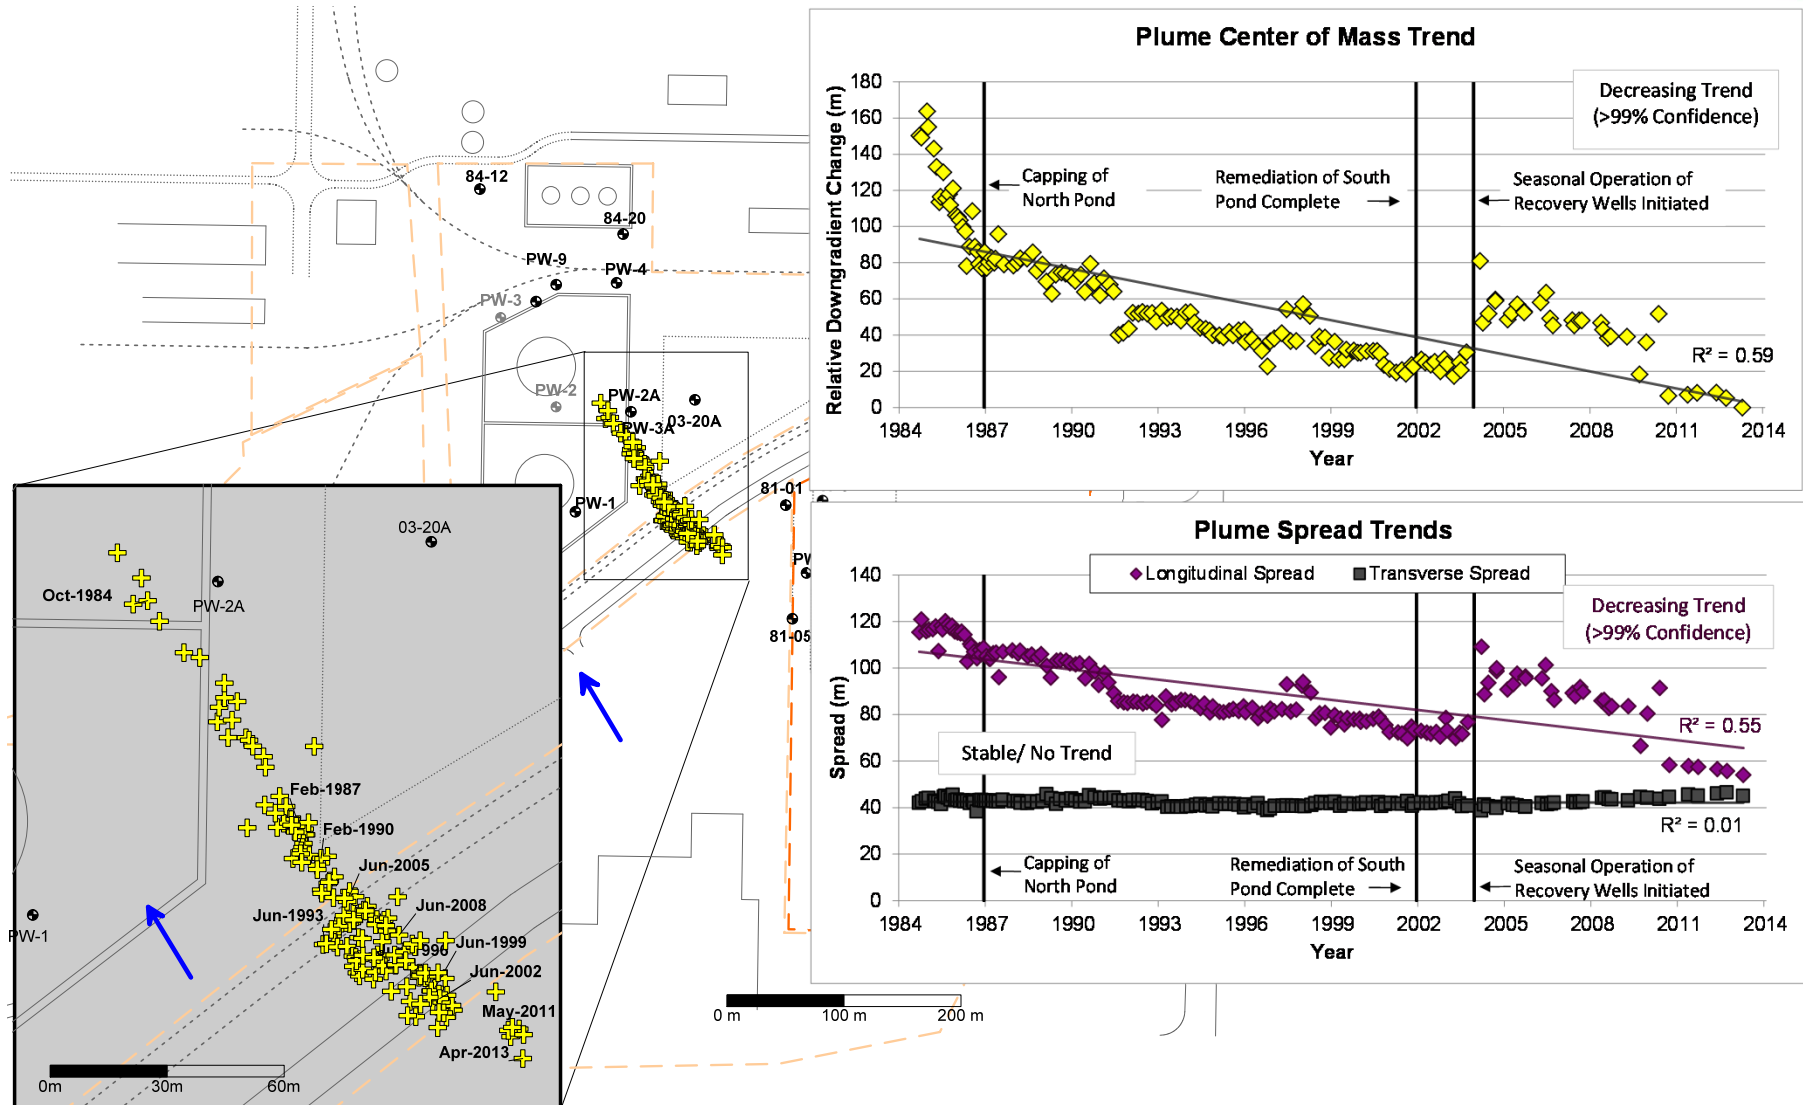 84-12
84-20
PW-9
PW-4
PW-3
PW-2
PW-2A
PW-3A
03-20A
PW-1
81-01
PW
81-05
0 m
100 m
200 m
03-20A
Oct-1984
PW-2A
Feb-1987
Feb-1990
Jun-2005
Jun-1993
Jun-2008
Jun-1999
1996
Jun-2002
May-2011
Apr-2013
PW-1
0m
30m
60m
Plume Center of Mass Trend
Relative Downgradient Change (m)
180
160
140
120
100
80
60
40
20
0
Decreasing Trend
(>99% Confidence)
Capping of
North Pond
Remediation of South
Pond Complete
Seasonal Operation of
Recovery Wells Initiated
R² = 0.59
1984
1987
1990
1993
1996
1999
2002
2005
2008
2011
2014
Year
Plume Spread Trends
Longitudinal Spread
Transverse Spread
Spread (m)
140
120
100
80
60
40
20
0
Decreasing Trend
(>99% Confidence)
R² = 0.55
Stable/ No Trend
R² = 0.01
Capping of
North Pond
Remediation of South
Pond Complete
Seasonal Operation of
Recovery Wells Initiated
1984
1987
1990
1993
1996
1999
2002
2005
2008
2011
2014
Year